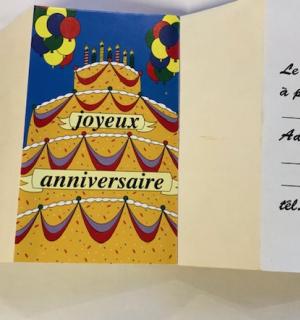 joyeux
anniversaire
Le
à
tél.